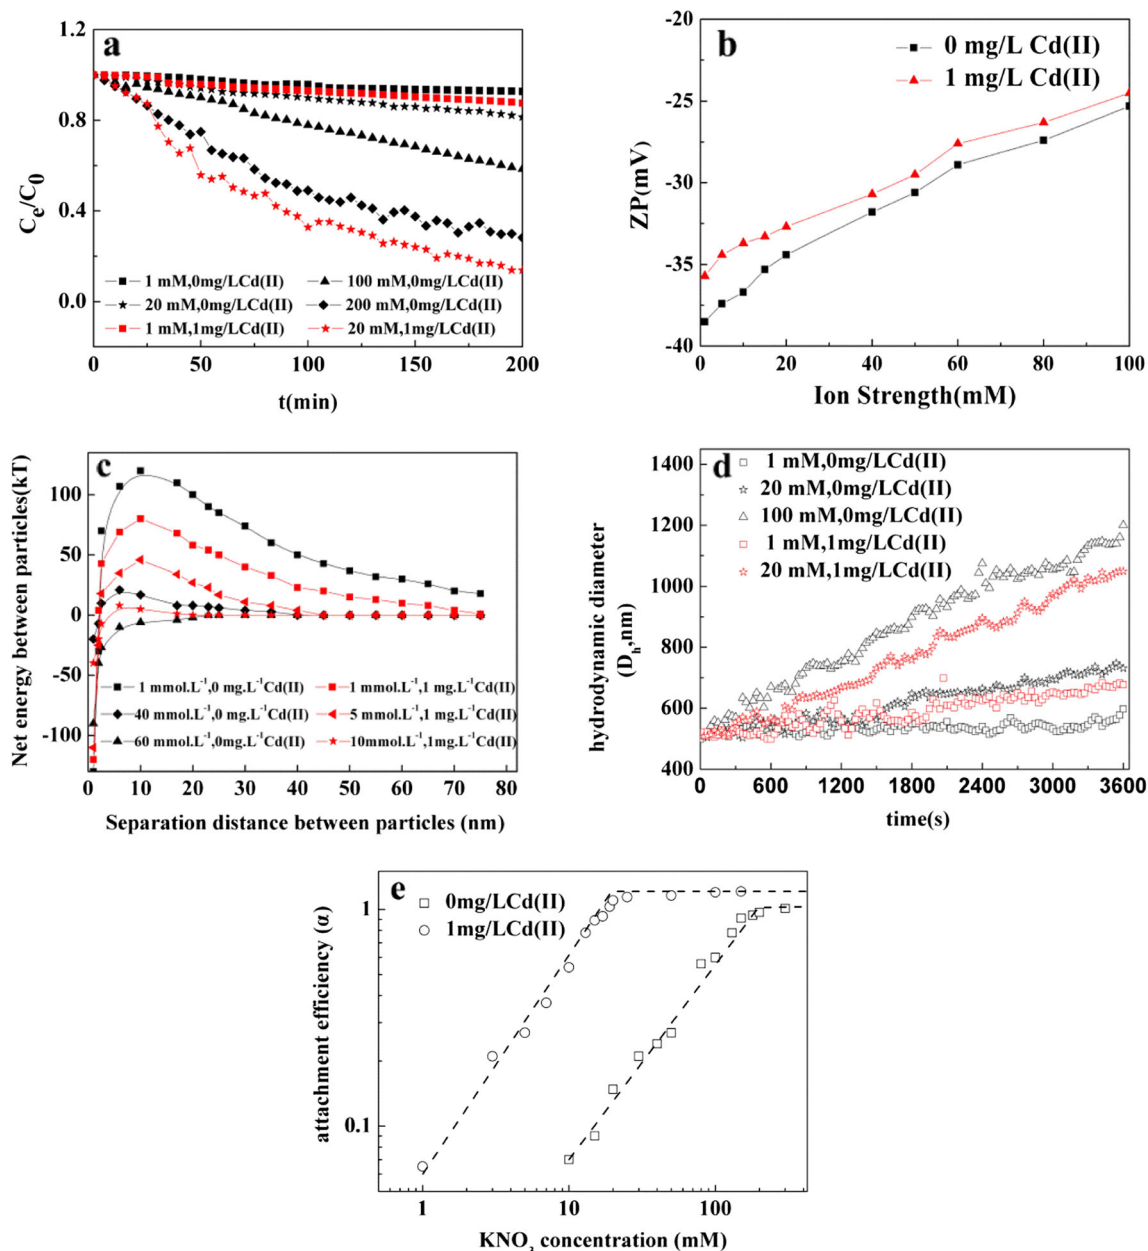 a
1.2
0.8
0.4
0.0
Ce/C0
1 mM,0mg/LCd(II)
100 mM,0mg/LCd(II)
20 mM,0mg/LCd(II)
200 mM,0mg/LCd(II)
1 mM,1mg/LCd(II)
20 mM,1mg/LCd(II)
0 50 100 150 200
t(min)
b
0 mg/L Cd(II)
1 mg/L Cd(II)
-20
-25
-30
-35
-40
ZP(mV)
0 20 40 60 80 100
Ion Strength(mM)
c
100
50
0
-50
-100
Net energy between particles(kT)
1 mmol.L⁻¹,0 mg.L⁻¹Cd(II)
1 mmol.L⁻¹,1 mg.L⁻¹Cd(II)
40 mmol.L⁻¹,0 mg.L⁻¹Cd(II)
5 mmol.L⁻¹,1 mg.L⁻¹Cd(II)
60 mmol.L⁻¹,0mg.L⁻¹Cd(II)
10mmol.L⁻¹,1mg.L⁻¹Cd(II)
0 10 20 30 40 50 60 70 80
Separation distance between particles (nm)
d
1 mM,0mg/LCd(II)
20 mM,0mg/LCd(II)
100 mM,0mg/LCd(II)
1 mM,1mg/LCd(II)
20 mM,1mg/LCd(II)
1400
1200
1000
800
600
400
hydrodynamic diameter
(Dh,nm)
0 600 1200 1800 2400 3000 3600
time(s)
e
0mg/LCd(II)
1mg/LCd(II)
1
0.1
attachment efficiency (α)
1 10 100
KNO3 concentration (mM)